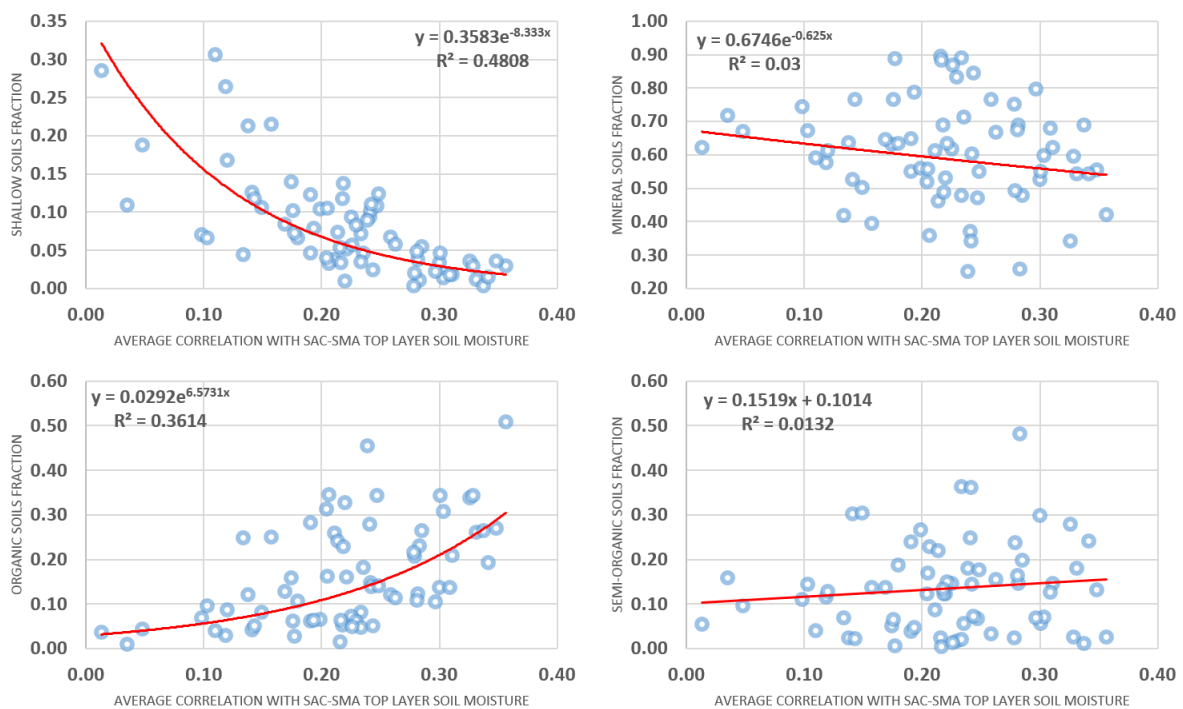 0.35
0.30
0.25
0.20
0.15
0.10
0.05
0.00
SHALLOW SOILS FRACTION
y = 0.3583e^-8.333x
R² = 0.4808
0.00 0.10 0.20 0.30 0.40
AVERAGE CORRELATION WITH SAC-SMA TOP LAYER SOIL MOISTURE
1.00
0.90
0.80
0.70
0.60
0.50
0.40
0.30
0.20
MINERAL SOILS FRACTION
y = 0.6746e^-0.625x
R² = 0.03
0.00 0.10 0.20 0.30 0.40
AVERAGE CORRELATION WITH SAC-SMA TOP LAYER SOIL MOISTURE
0.60
0.50
0.40
0.30
0.20
0.10
0.00
ORGANIC SOILS FRACTION
y = 0.0292e^6.5731x
R² = 0.3614
0.00 0.10 0.20 0.30 0.40
AVERAGE CORRELATION WITH SAC-SMA TOP LAYER SOIL MOISTURE
0.60
0.50
0.40
0.30
0.20
0.10
0.00
SEMI-ORGANIC SOILS FRACTION
y = 0.1519x + 0.1014
R² = 0.0132
0.00 0.10 0.20 0.30 0.40
AVERAGE CORRELATION WITH SAC-SMA TOP LAYER SOIL MOISTURE